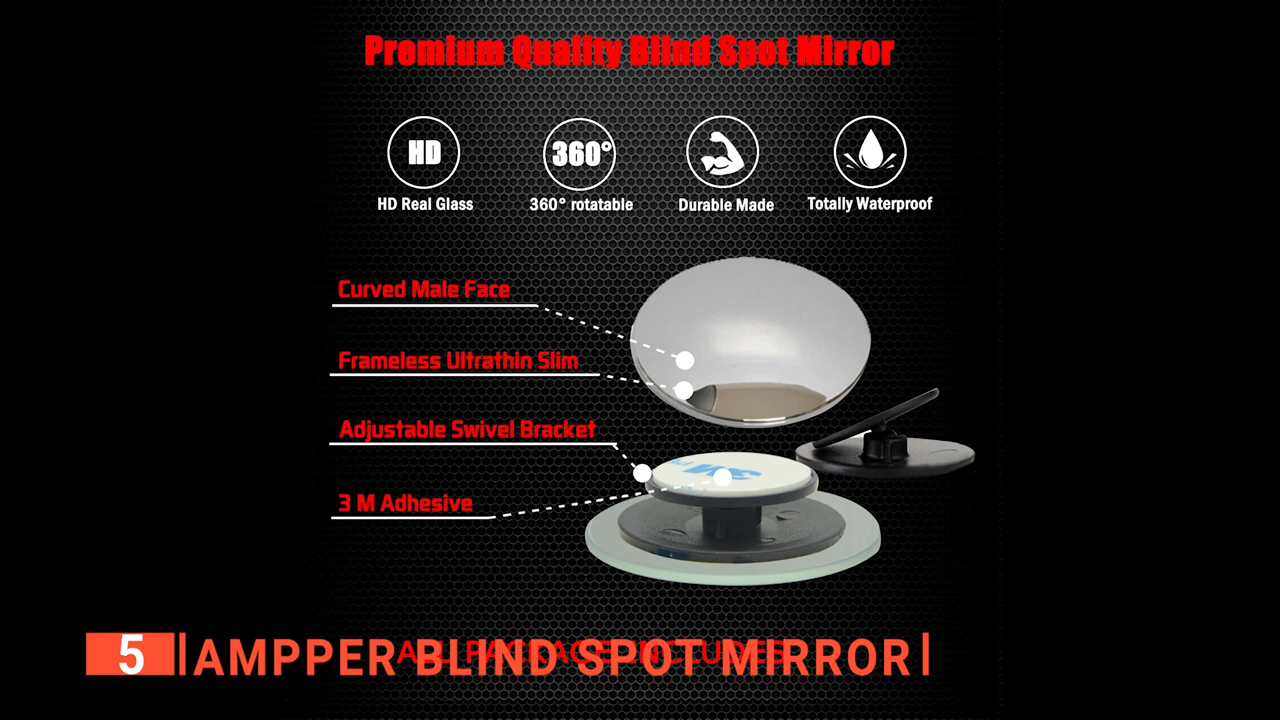 Premium Quality Blind Spot Mirror
HD
360°
HD Real Glass
360° rotatable
Durable Made
Totally Waterproof
Curved Male Face
Frameless Ultrathin Slim
Adjustable Swivel Bracket
3 M Adhesive
3M
5
AMPPER BLIND SPOT MIRROR